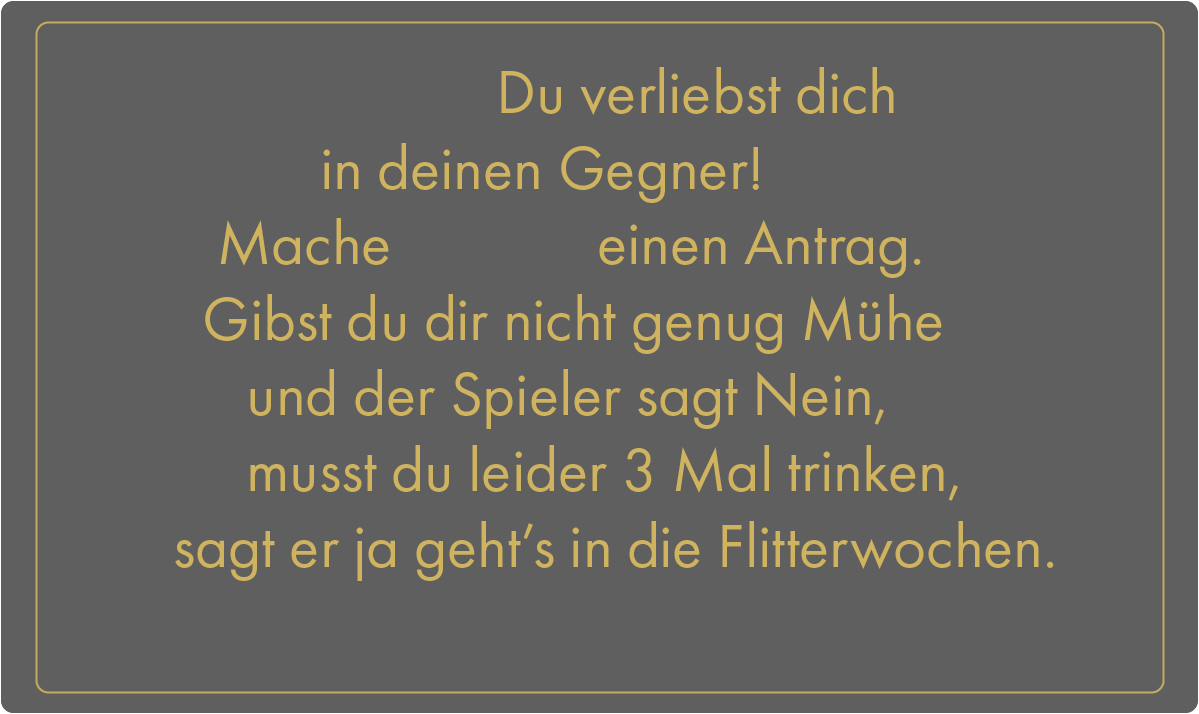 Du verliebst dich
in deinen Gegner!
Mache einen Antrag.
Gibst du dir nicht genug Mühe
und der Spieler sagt Nein,
musst du leider 3 Mal trinken,
sagt er ja geht’s in die Flitterwochen.